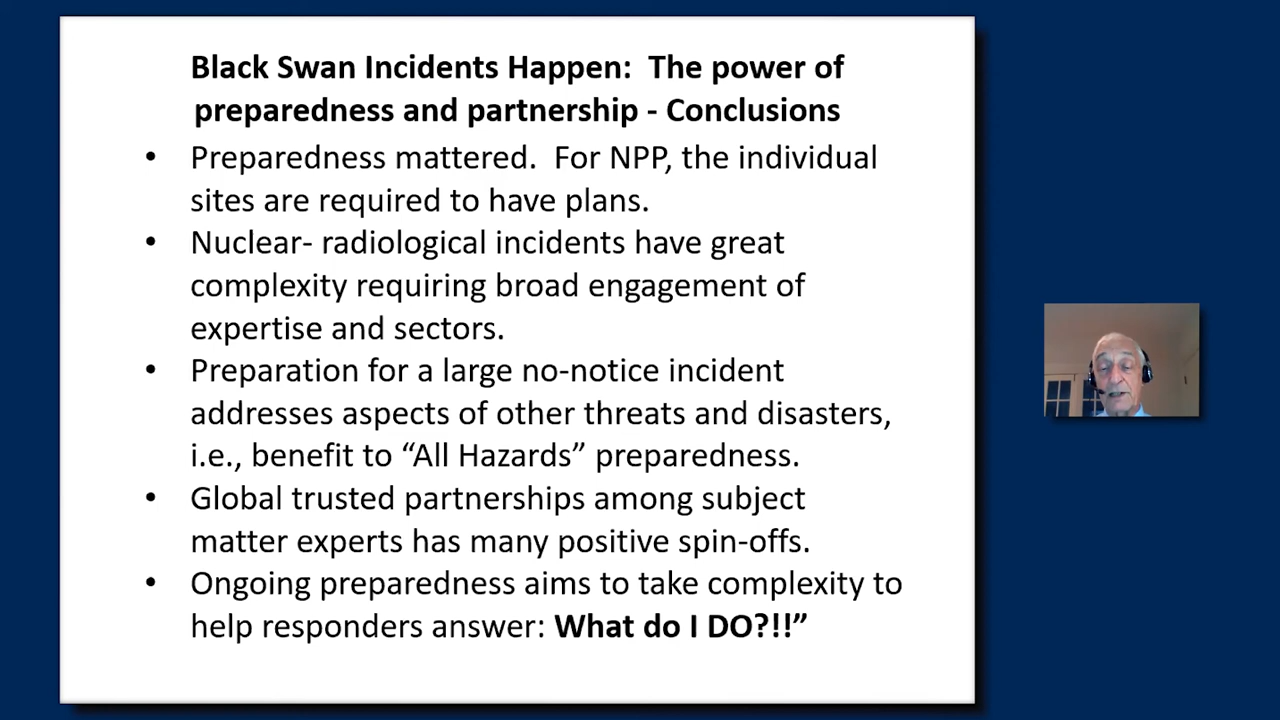 Black Swan Incidents Happen:  The power of
preparedness and partnership - Conclusions
• Preparedness mattered.  For NPP, the individual
sites are required to have plans.
• Nuclear- radiological incidents have great
complexity requiring broad engagement of
expertise and sectors.
• Preparation for a large no-notice incident
addresses aspects of other threats and disasters,
i.e., benefit to “All Hazards” preparedness.
• Global trusted partnerships among subject
matter experts has many positive spin-offs.
• Ongoing preparedness aims to take complexity to
help responders answer: What do I DO?!!”